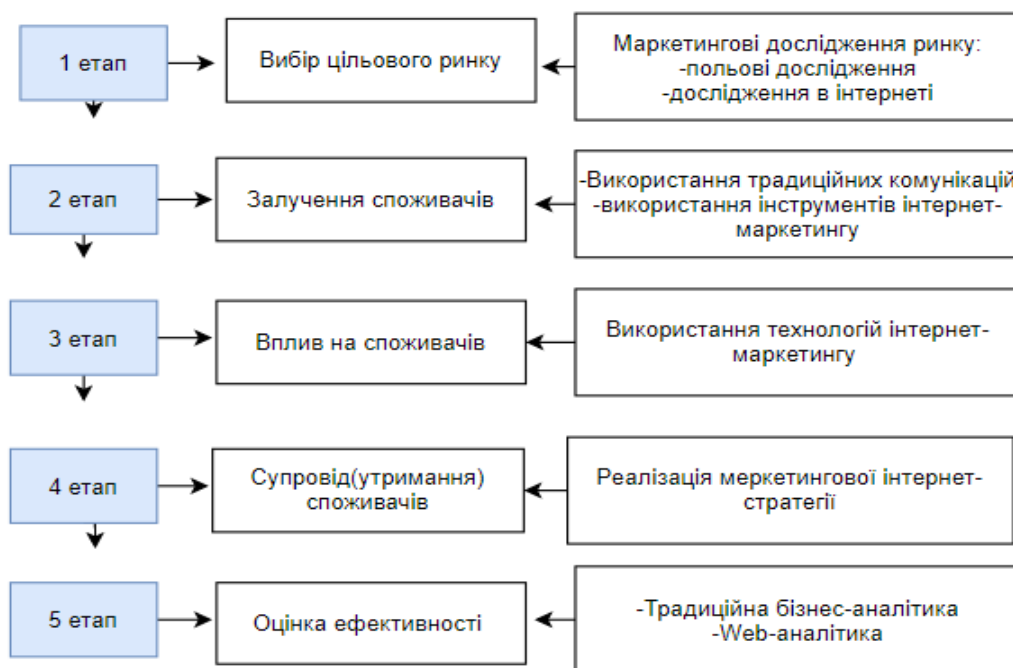 1 етап
Вибір цільового ринку
Маркетингові дослідження ринку:
-польові дослідження
-дослідження в інтернеті
2 етап
Залучення споживачів
-Використання традиційних комунікацій
-використання інструментів інтернет-
маркетингу
3 етап
Вплив на споживачів
Використання технологій інтернет-
маркетингу
4 етап
Супровід(утримання)
споживачів
Реалізація меркетингової інтернет-
стратегії
5 етап
Оцінка ефективності
-Традиційна бізнес-аналітика
-Web-аналітика